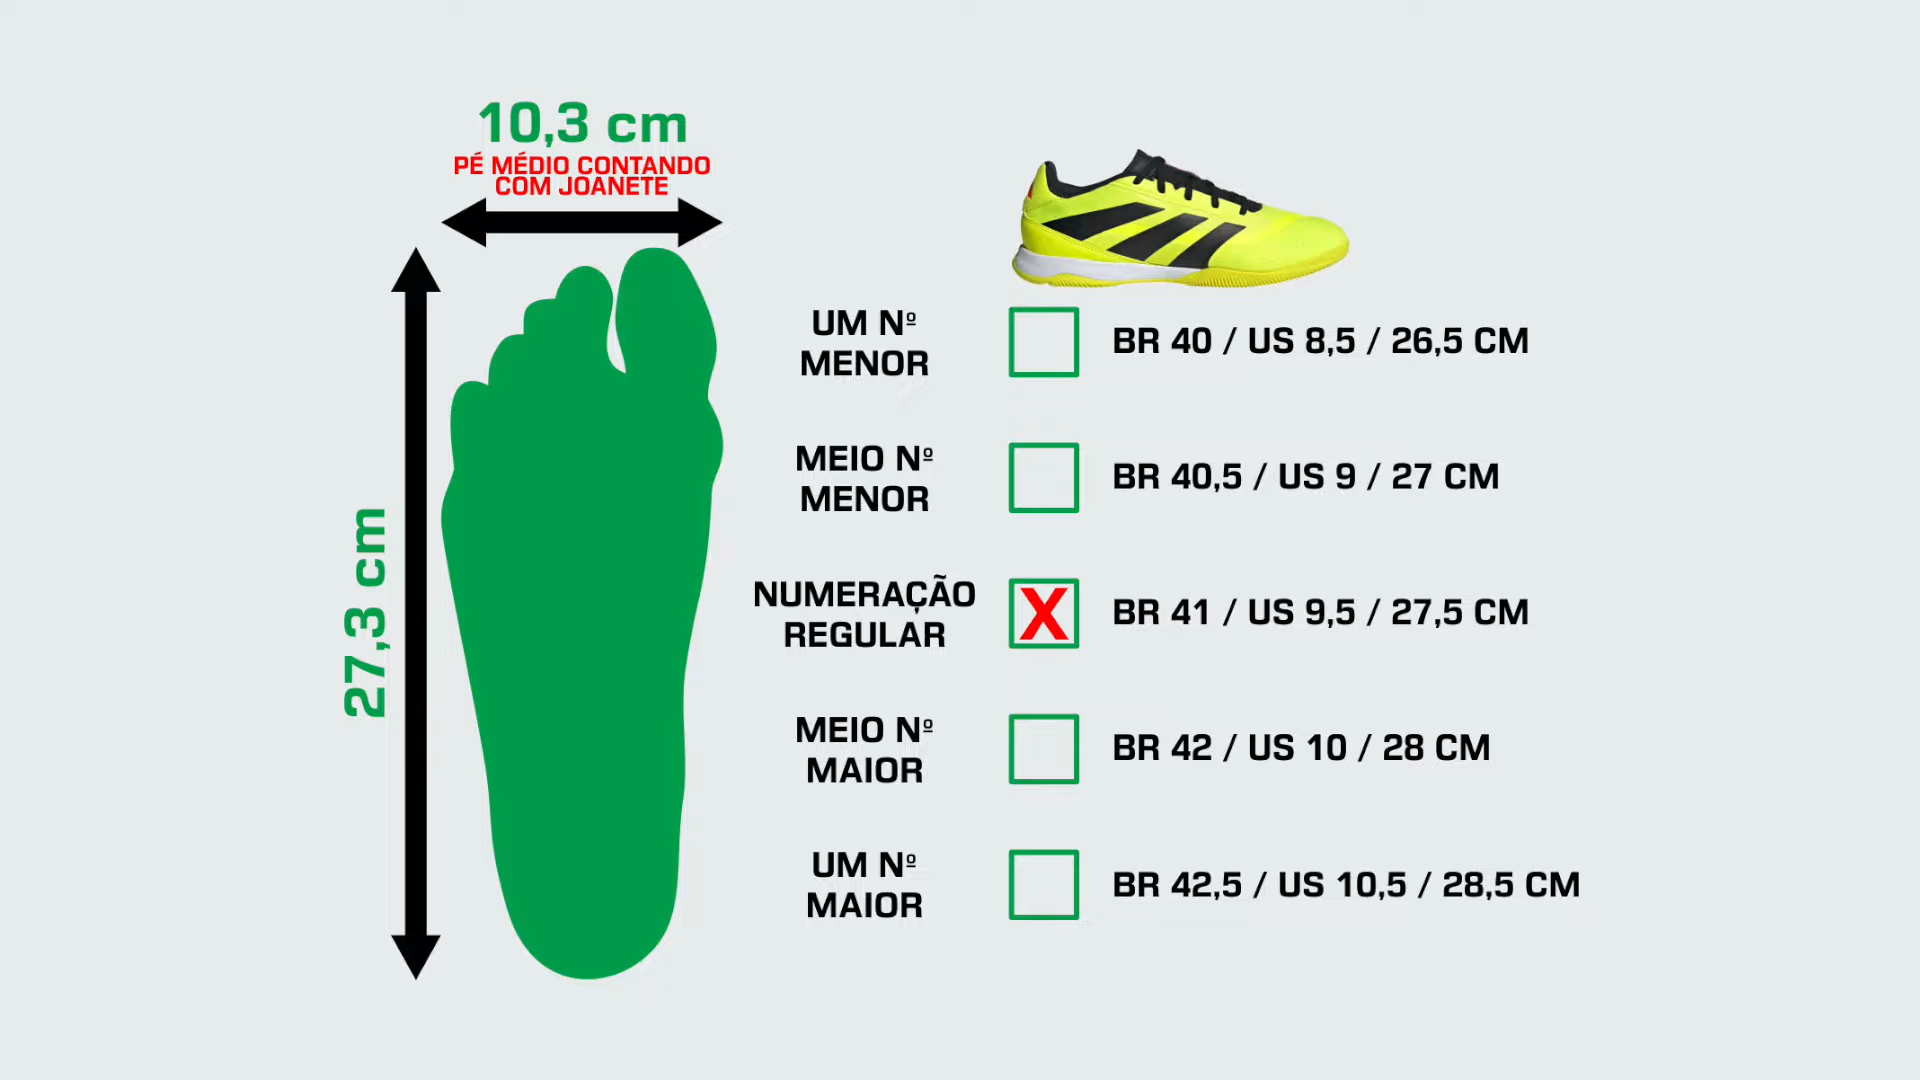 10,3 cm
PÉ MÉDIO CONTANDO
COM JOANETE
27,3 cm
UM Nº
MENOR
BR 40 / US 8,5 / 26,5 CM
MEIO Nº
MENOR
BR 40,5 / US 9 / 27 CM
NUMERAÇÃO
REGULAR
X
BR 41 / US 9,5 / 27,5 CM
MEIO Nº
MAIOR
BR 42 / US 10 / 28 CM
UM Nº
MAIOR
BR 42,5 / US 10,5 / 28,5 CM